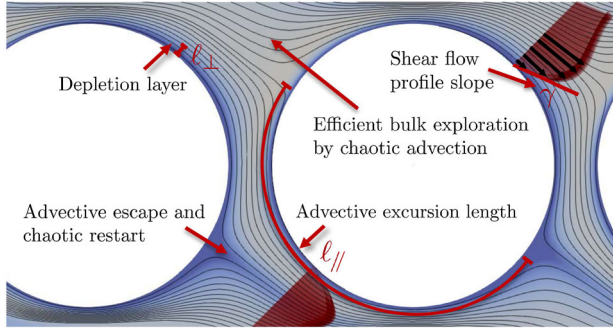 ℓ⊥
Depletion layer
Shear flow
profile slope
γ̇
Efficient bulk exploration
by chaotic advection
Advective escape and
chaotic restart
Advective excursion length
ℓ//